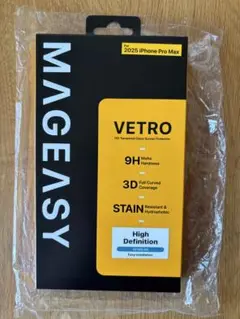 For
2025 iPhone Pro Max
MAGEASY
VETRO
9H Mohs
Hardness
3D Full Curved
Coverage
STAIN Resistant &
Hydrophobic
High
Definition
Easy Installation